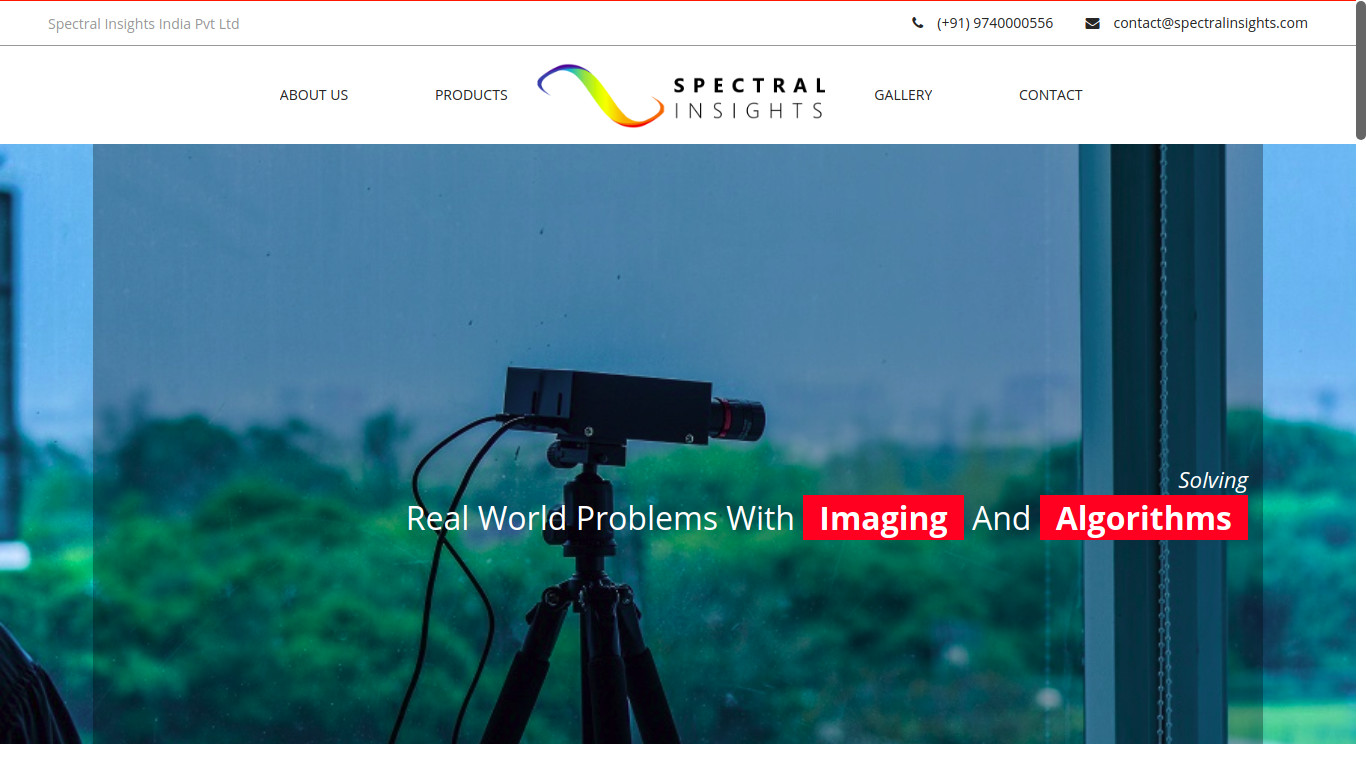 Spectral Insights India Pvt Ltd
(+91) 9740000556
contact@spectralinsights.com
ABOUT US
PRODUCTS
SPECTRAL
INSIGHTS
GALLERY
CONTACT
Solving
Real World Problems With Imaging And Algorithms